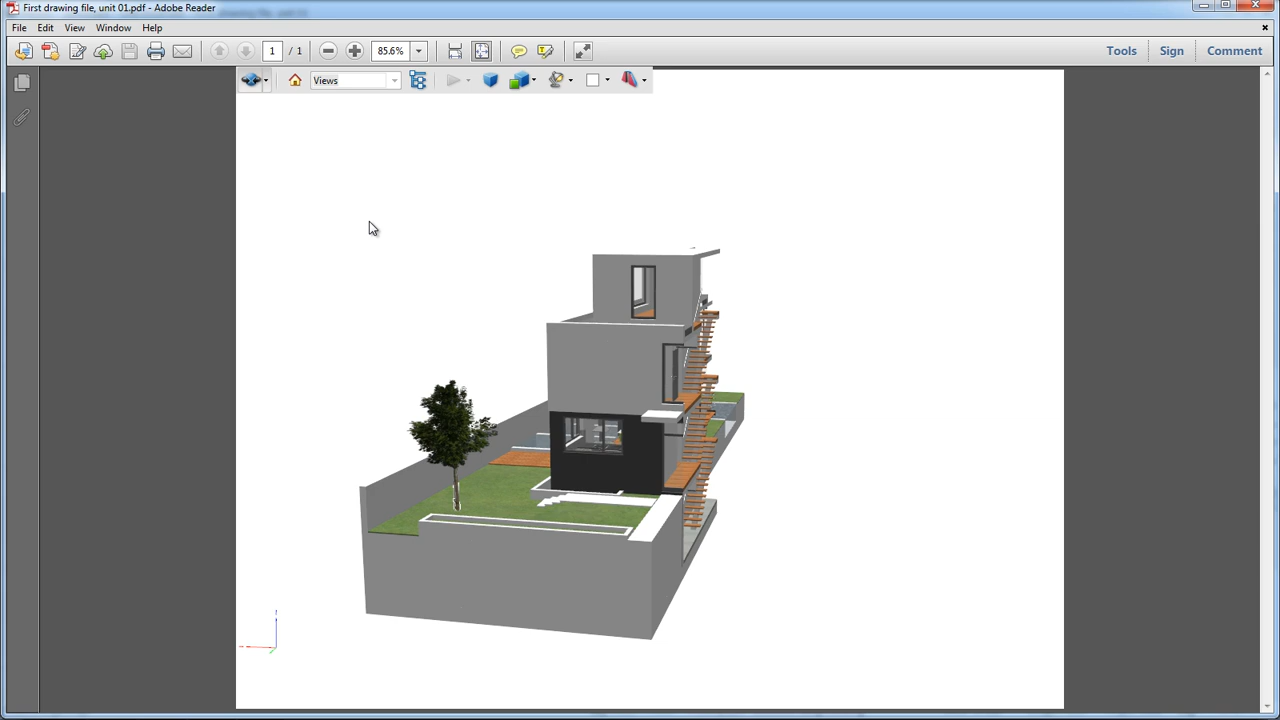 First drawing file, unit 01.pdf - Adobe Reader
File Edit View Window Help
1 / 1 85.6% Tools Sign Comment
Views